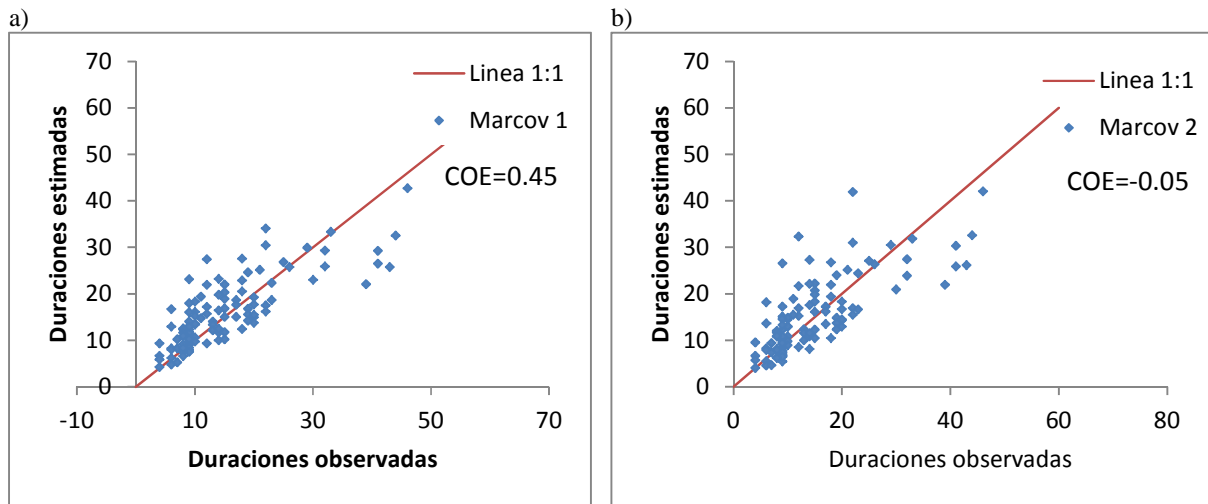 a)
70
60
50
40
30
20
10
0
-10
10
30
50
70
Duraciones estimadas
Duraciones observadas
Linea 1:1
Marcov 1
COE=0.45
b)
70
60
50
40
30
20
10
0
0
20
40
60
80
Duraciones estimadas
Duraciones observadas
Linea 1:1
Marcov 2
COE=-0.05